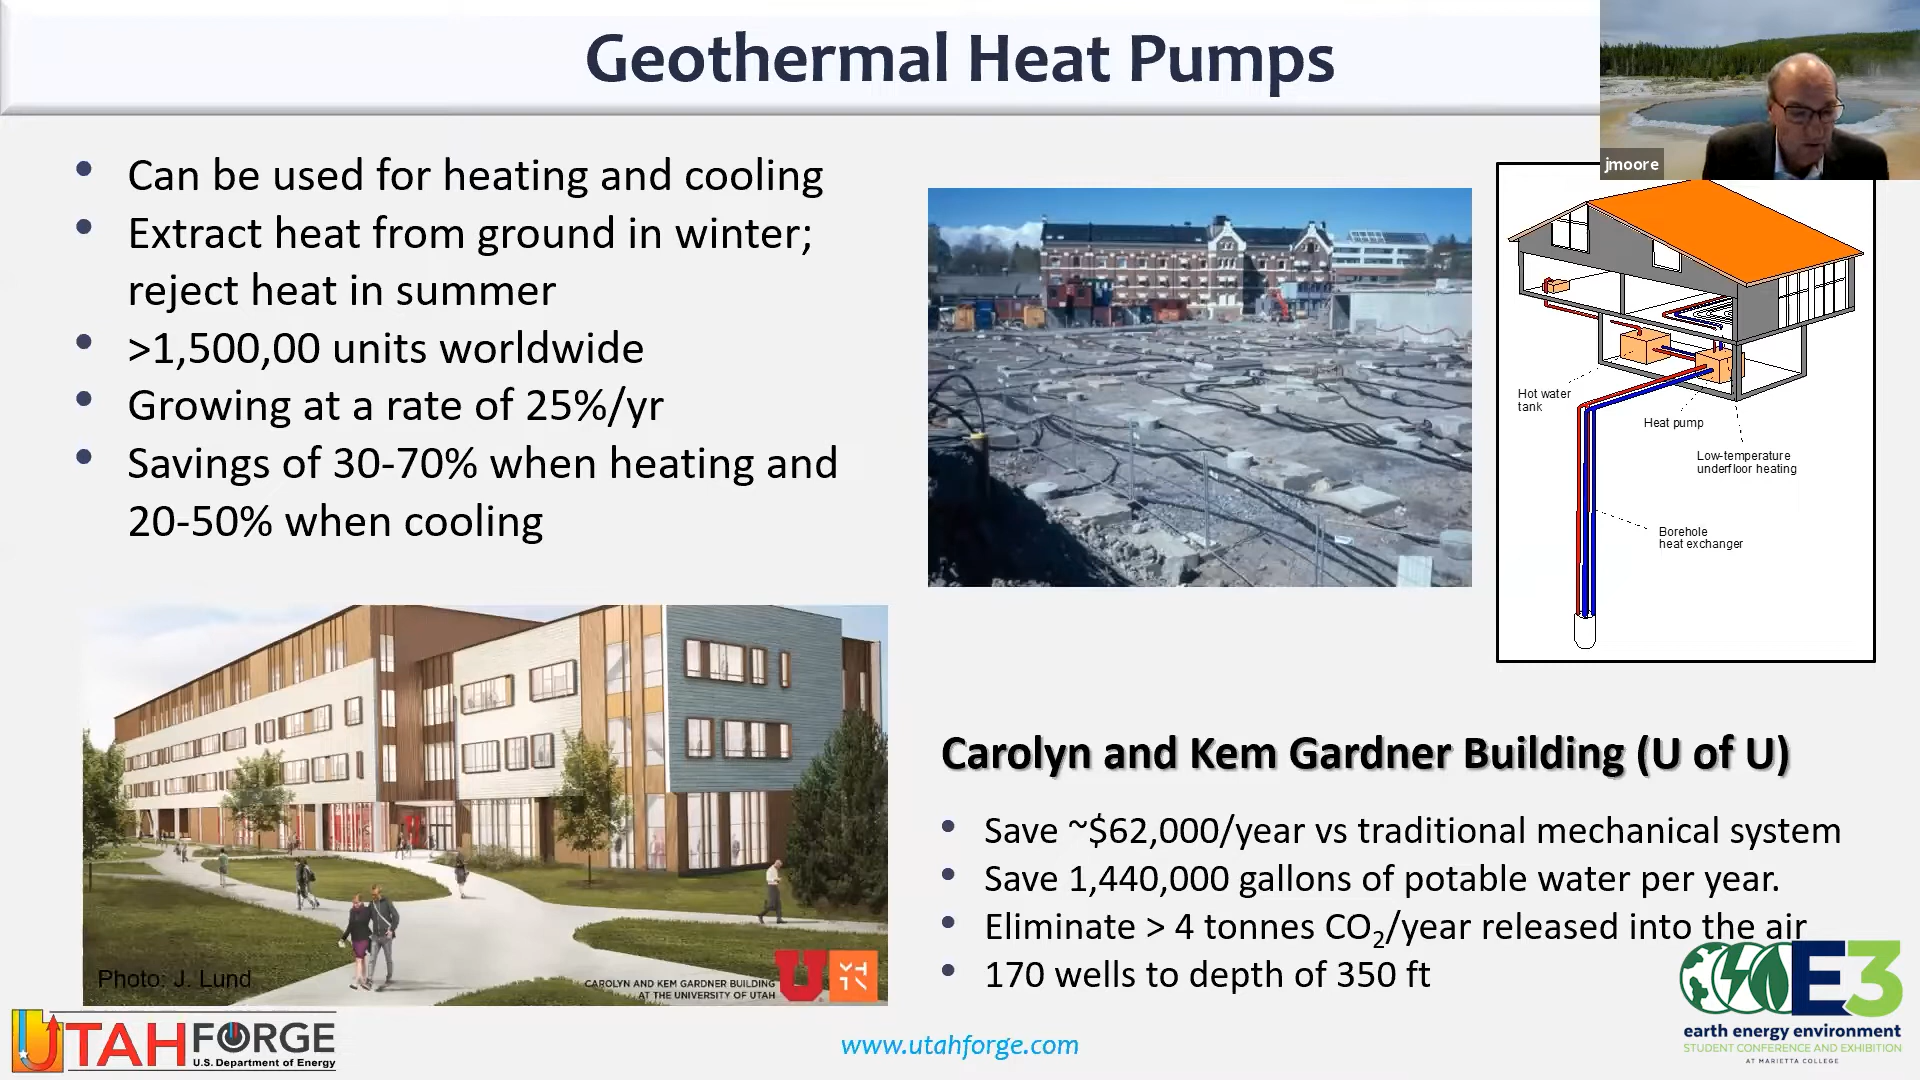 Geothermal Heat Pumps
jmoore
• Can be used for heating and cooling
• Extract heat from ground in winter;
reject heat in summer
• >1,500,00 units worldwide
• Growing at a rate of 25%/yr
• Savings of 30-70% when heating and
20-50% when cooling
Hot water
tank
Heat pump
Low-temperature
underfloor heating
Borehole
heat exchanger
Photo: J. Lund
CAROLYN AND KEM GARDNER BUILDING
AT THE UNIVERSITY OF UTAH
U
Carolyn and Kem Gardner Building (U of U)
• Save ~$62,000/year vs traditional mechanical system
• Save 1,440,000 gallons of potable water per year.
• Eliminate > 4 tonnes CO₂/year released into the air
• 170 wells to depth of 350 ft
UTAH FORGE
U.S. Department of Energy
www.utahforge.com
E3
earth energy environment
STUDENT CONFERENCE AND EXHIBITION
AT MARIETTA COLLEGE